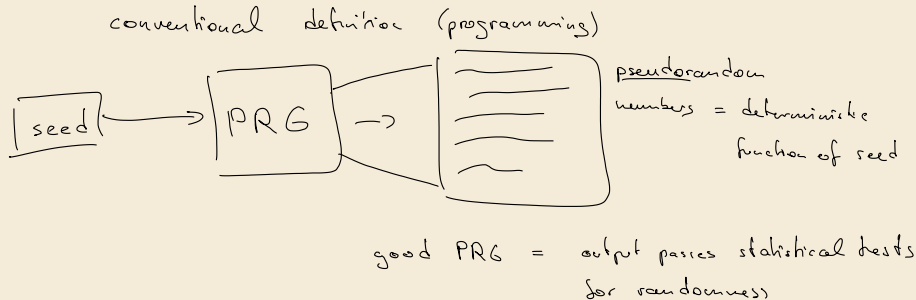 conventional definition (programming)
seed
PRG
pseudorandom
numbers = deterministic
function of seed
good PRG = output passes statistical tests
for randomness